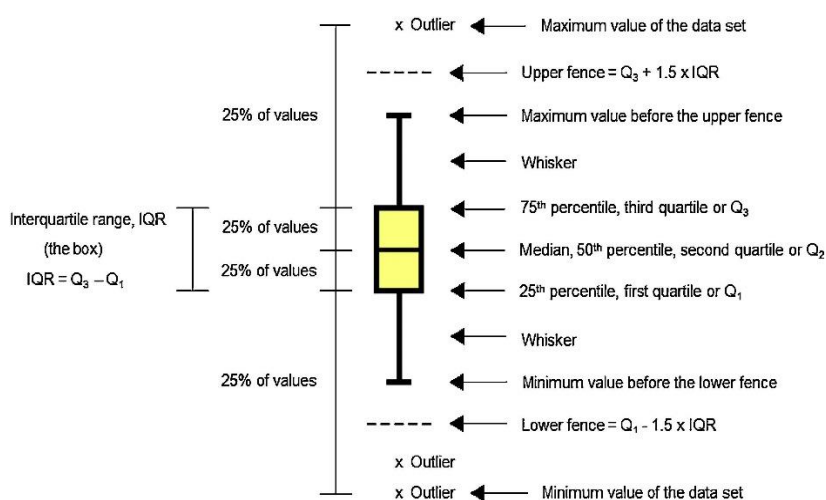 x Outlier
Maximum value of the data set
Upper fence = Q₃ + 1.5 x IQR
25% of values
Maximum value before the upper fence
Whisker
75th percentile, third quartile or Q₃
Interquartile range, IQR
(the box)
IQR = Q₃ – Q₁
25% of values
Median, 50th percentile, second quartile or Q₂
25% of values
25th percentile, first quartile or Q₁
Whisker
25% of values
Minimum value before the lower fence
Lower fence = Q₁ - 1.5 x IQR
x Outlier
x Outlier
Minimum value of the data set